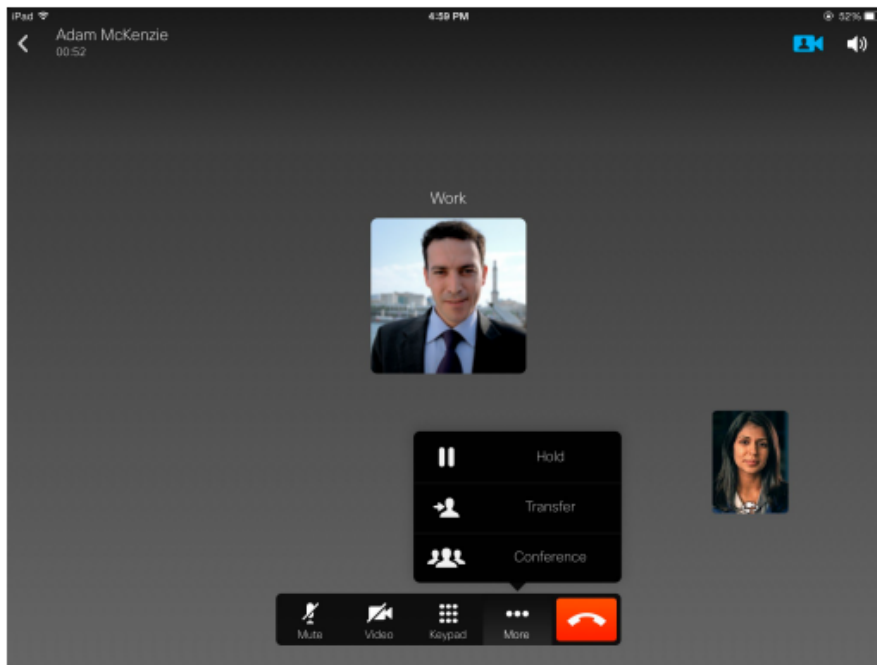 iPad 4:59 PM 52%
Adam McKenzie
00:52
Work
Hold
Transfer
Conference
Mute Video Keypad More